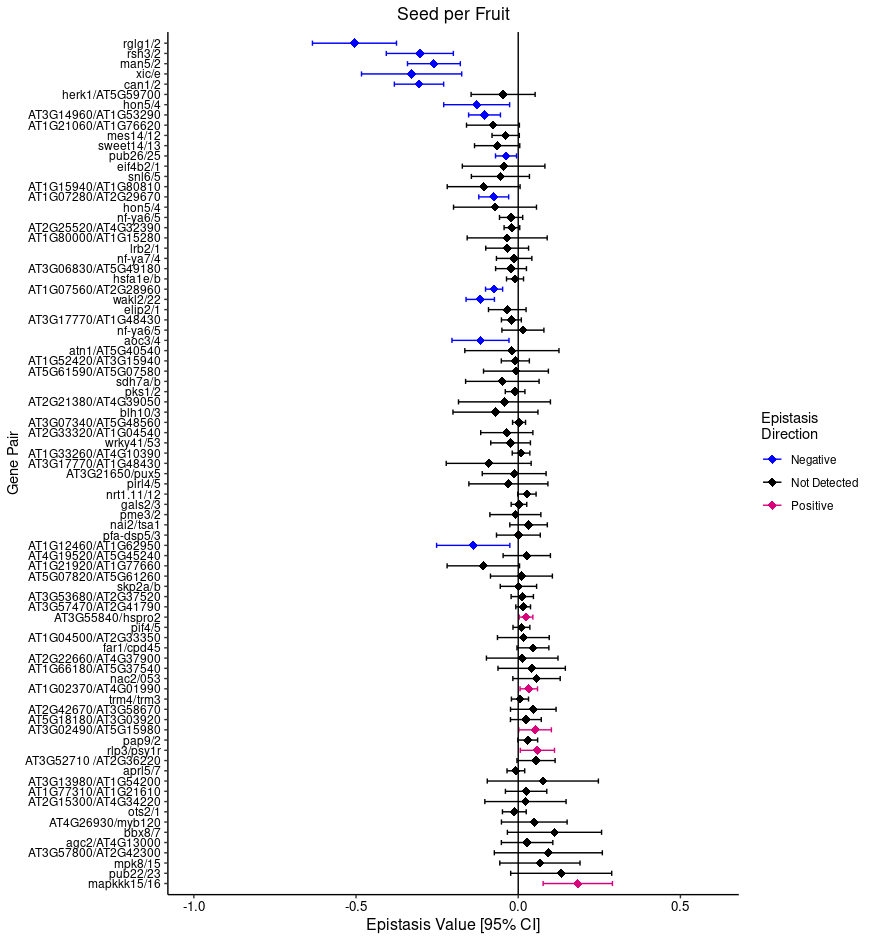 Seed per Fruit
Gene Pair
rglg1/2
rsh3/2
man5/2
xic/e
can1/2
herk1/AT5G59700
hon5/4
AT3G14960/AT1G53290
AT1G21060/AT1G76620
mes14/12
sweet14/13
pub26/25
eif4b2/1
snl6/5
AT1G15940/AT1G80810
AT1G07280/AT2G29670
hon5/4
nf-ya6/5
AT2G25520/AT4G32390
AT1G80000/AT1G15280
lrb2/1
nf-ya7/4
AT3G06830/AT5G49180
hsfa1e/b
AT1G07560/AT2G28960
wakl2/22
elip2/1
AT3G17770/AT1G48430
nf-ya6/5
aoc3/4
atn1/AT5G40540
AT1G52420/AT3G15940
AT5G61590/AT5G07580
sdh7a/b
pks1/2
AT2G21380/AT4G39050
blh10/3
AT3G07340/AT5G48560
AT2G33320/AT1G04540
wrky41/53
AT1G33260/AT4G10390
AT3G17770/AT1G48430
AT3G21650/pux5
pirl4/5
nrt1.11/12
gals2/3
pme3/2
nai2/tsa1
pfa-dsp5/3
AT1G12460/AT1G62950
AT4G19520/AT5G45240
AT1G21920/AT1G77660
AT5G07820/AT5G61260
skp2a/b
AT3G53680/AT2G37520
AT3G57470/AT2G41790
AT3G55840/hspro2
pif4/5
AT1G04500/AT2G33350
far1/cpd45
AT2G22660/AT4G37900
AT1G66180/AT5G37540
nac2/053
AT1G02370/AT4G01990
trm4/trm3
AT2G42670/AT3G58670
AT5G18180/AT3G03920
AT3G02490/AT5G15980
pap9/2
rlp3/psy1r
AT3G52710 /AT2G36220
aprl5/7
AT3G13980/AT1G54200
AT1G77310/AT1G21610
AT2G15300/AT4G34220
ots2/1
AT4G26930/myb120
bbx8/7
agc2/AT4G13000
AT3G57800/AT2G42300
mpk8/15
pub22/23
mapkkk15/16
-1.0
-0.5
0.0
0.5
Epistasis Value [95% CI]
Epistasis
Direction
Negative
Not Detected
Positive